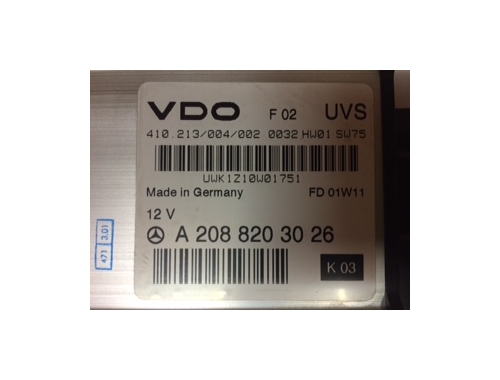 VDO F 02 UVS
410.213/004/002 0032 HW01 SW75
UWK1Z10W01751
Made in Germany FD 01W11
12 V
A 208 820 30 26
K 03
471 3.01